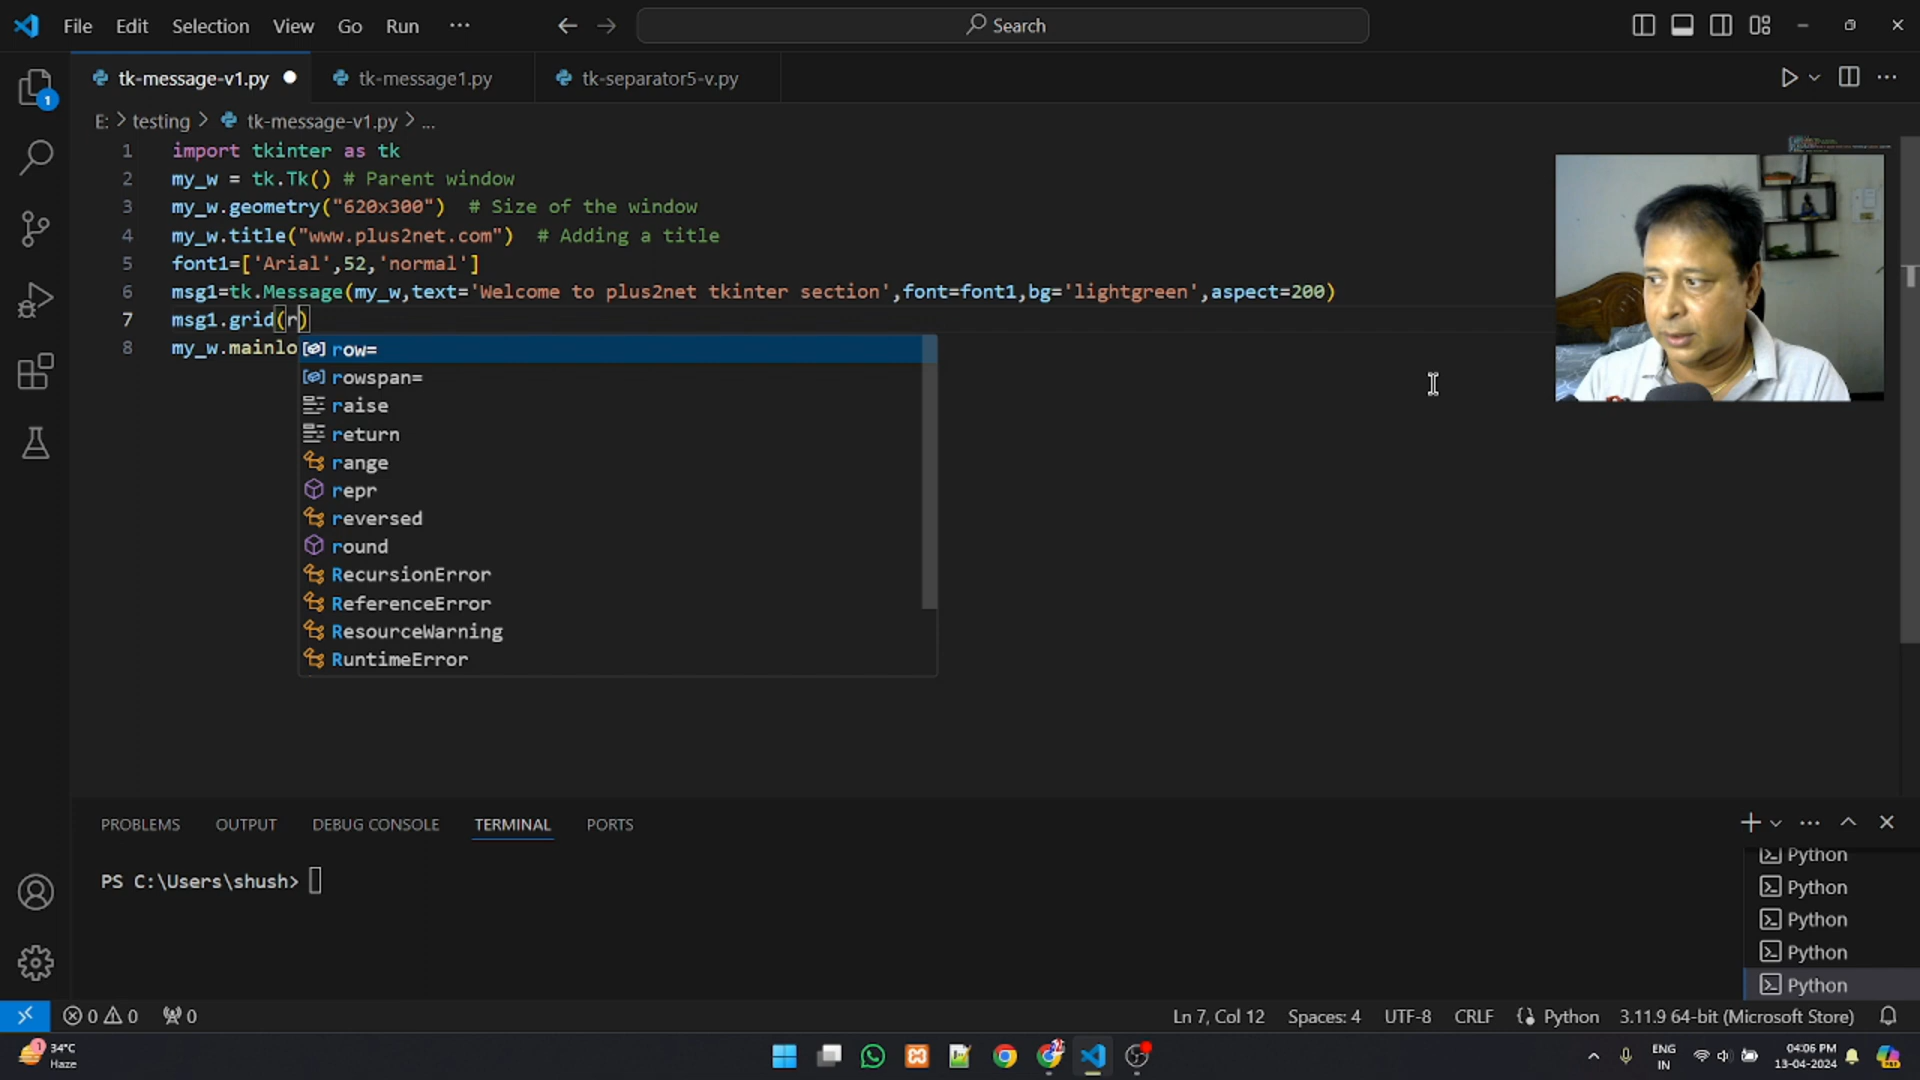 File Edit Selection View Go Run ··· Search
tk-message-v1.py tk-message1.py tk-separator5-v.py
1
E: > testing > tk-message-v1.py > ...
1 import tkinter as tk
2 my_w = tk.Tk() # Parent window
3 my_w.geometry("620x300")  # Size of the window
4 my_w.title("www.plus2net.com")  # Adding a title
5 font1=['Arial',52,'normal']
6 msg1=tk.Message(my_w,text='Welcome to plus2net tkinter section',font=font1,bg='lightgreen',aspect=200)
7 msg1.grid(r)
8 my_w.mainlo
row=
rowspan=
raise
return
range
repr
reversed
round
RecursionError
ReferenceError
ResourceWarning
RuntimeError
PROBLEMS OUTPUT DEBUG CONSOLE TERMINAL PORTS
PS C:\Users\shush>
Python
Python
Python
Python
Python
0 0 0 Ln 7, Col 12 Spaces: 4 UTF-8 CRLF Python 3.11.9 64-bit (Microsoft Store)
34°C
Haze
ENG
IN
04:06 PM
13-04-2024